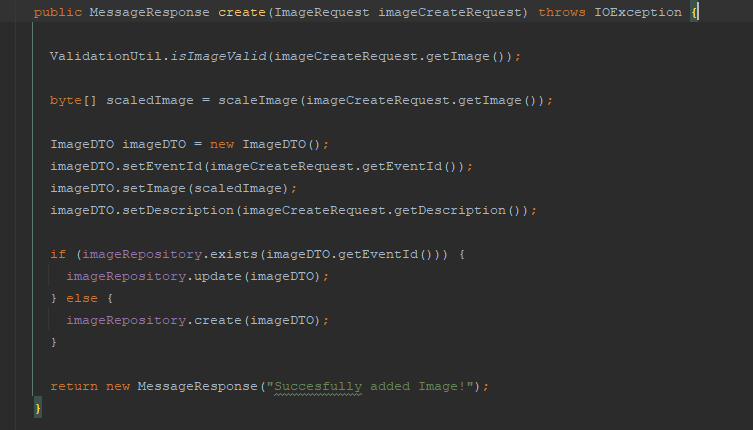 public MessageResponse create(ImageRequest imageCreateRequest) throws IOException {
ValidationUtil.isImageValid(imageCreateRequest.getImage());
byte[] scaledImage = scaleImage(imageCreateRequest.getImage());
ImageDTO imageDTO = new ImageDTO();
imageDTO.setEventId(imageCreateRequest.getEventId());
imageDTO.setImage(scaledImage);
imageDTO.setDescription(imageCreateRequest.getDescription());
if (imageRepository.exists(imageDTO.getEventId())) {
imageRepository.update(imageDTO);
} else {
imageRepository.create(imageDTO);
}
return new MessageResponse("Succesfully added Image!");
}